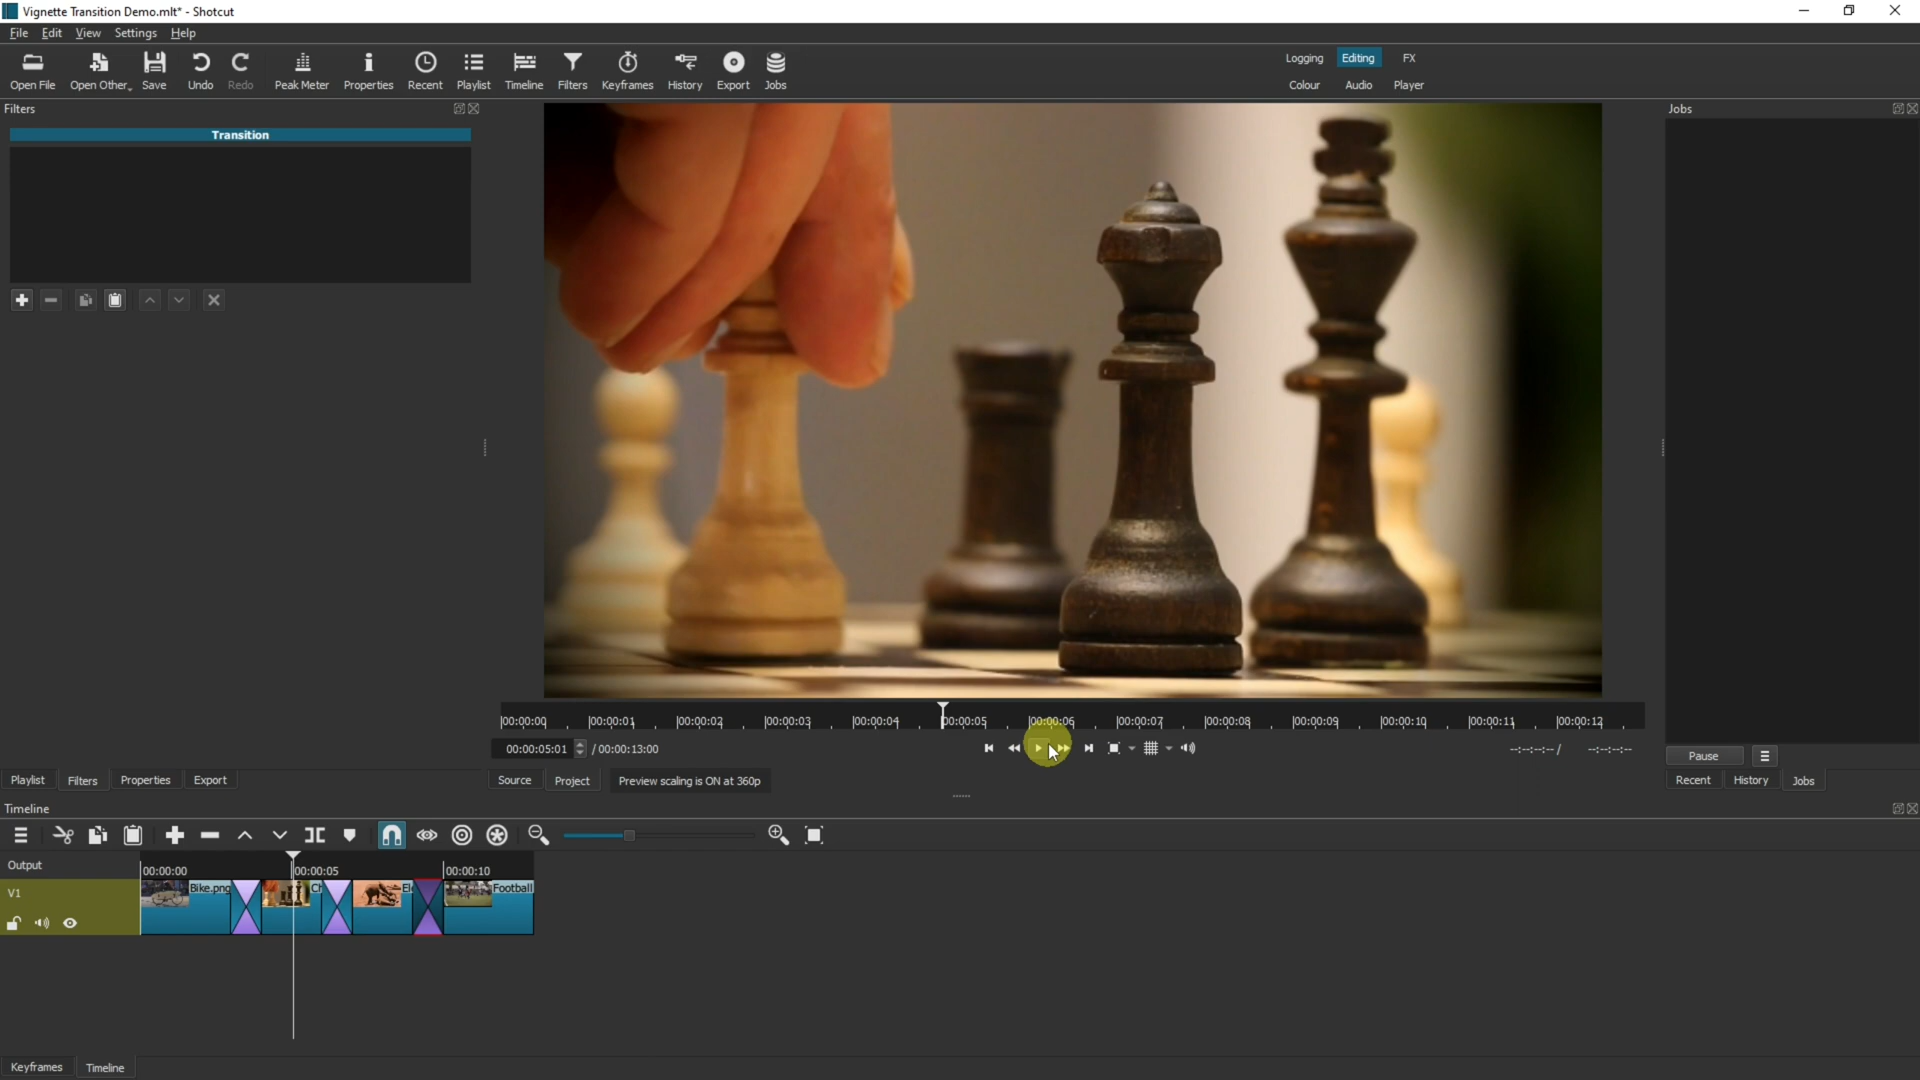 Vignette Transition Demo.mlt* - Shotcut
File Edit View Settings Help
Open File Open Other Save Undo Redo Peak Meter Properties Recent Playlist Timeline Filters Keyframes History Export Jobs
Logging Editing FX
Colour Audio Player
Filters
Transition
Jobs
00:00:00 00:00:01 00:00:02 00:00:03 00:00:04 00:00:05 00:00:06 00:00:07 00:00:08 00:00:09 00:00:10 00:00:11 00:00:12
00:00:05:01 / 00:00:13:00 --:--:--:-- / --:--:--:--
Pause
Playlist Filters Properties Export
Source Project Preview scaling is ON at 360p
Recent History Jobs
Timeline
Output
00:00:00 00:00:05 00:00:10
V1
Bike.png Ch Ele Football
Keyframes Timeline